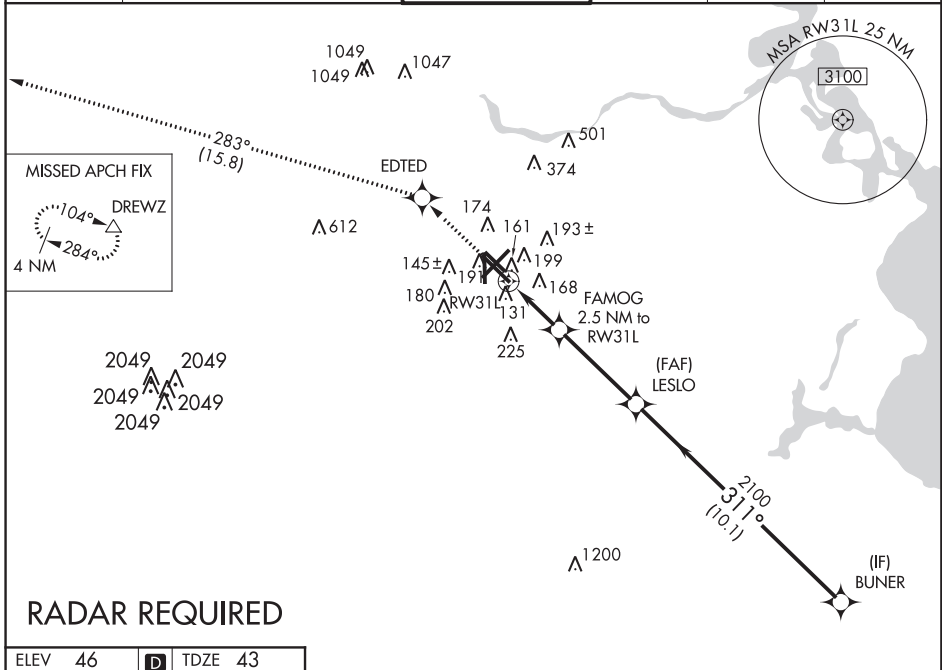 MSA RW31L 25 NM
3100
1049
1049
1047
501
374
283°
(15.8)
EDTED
MISSED APCH FIX
104°
DREWZ
284°
4 NM
612
174
161
193±
199
145±
191
168
180
RW31L
131
202
225
FAMOG
2.5 NM to
RW31L
(FAF)
LESLO
2049
2049
2049
2049
2049
2100
311°
(10.1)
1200
(IF)
BUNER
RADAR REQUIRED
ELEV 46
D
TDZE 43